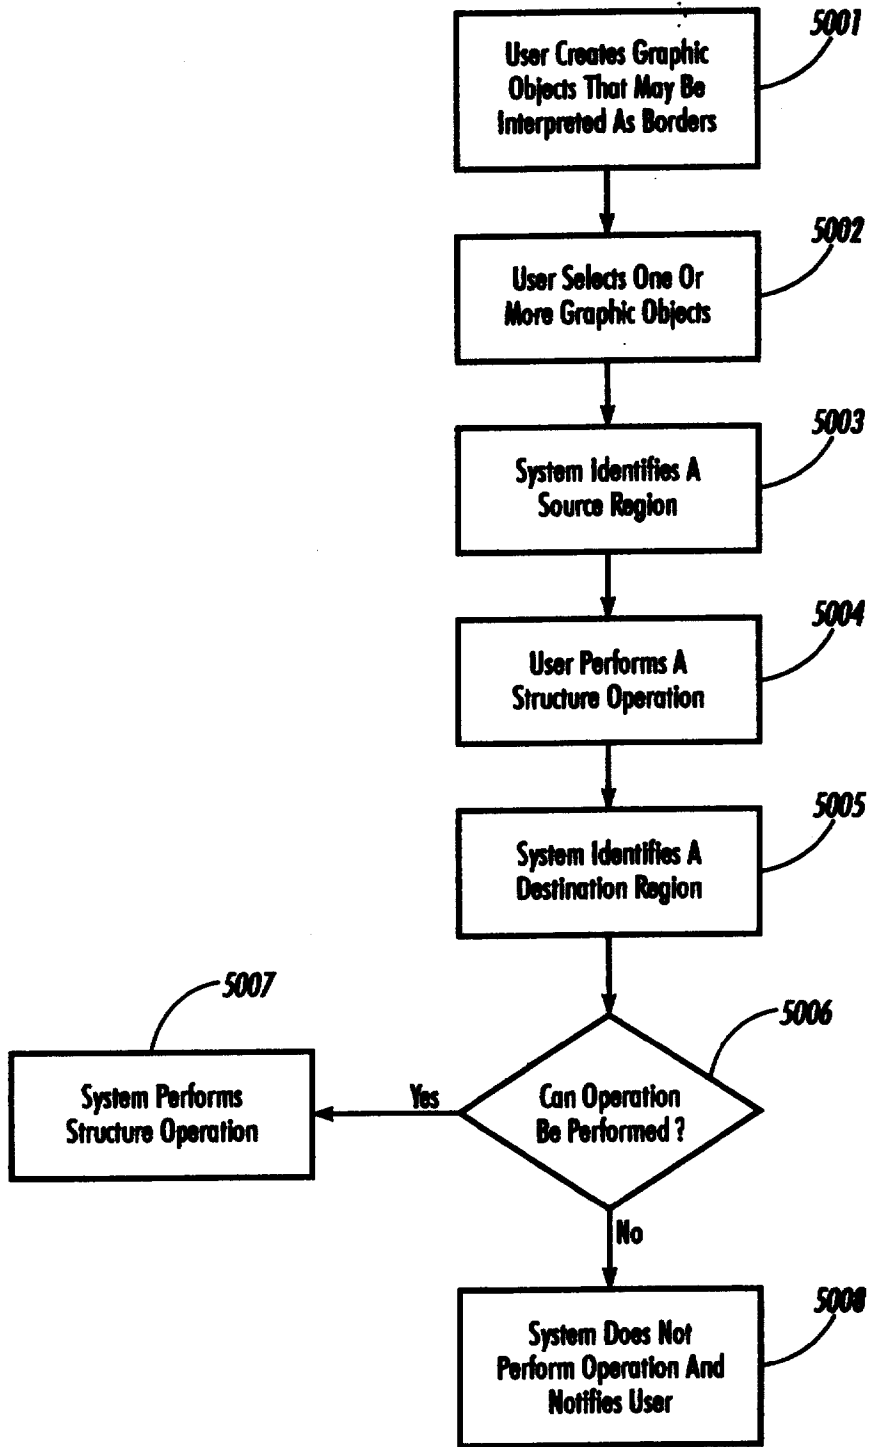 5001
User Creates Graphic
Objects That May Be
Interpreted As Borders
5002
User Selects One Or
More Graphic Objects
5003
System Identifies A
Source Region
5004
User Performs A
Structure Operation
5005
System Identifies A
Destination Region
5006
Can Operation
Be Performed ?
Yes
5007
System Performs
Structure Operation
No
5008
System Does Not
Perform Operation And
Notifies User